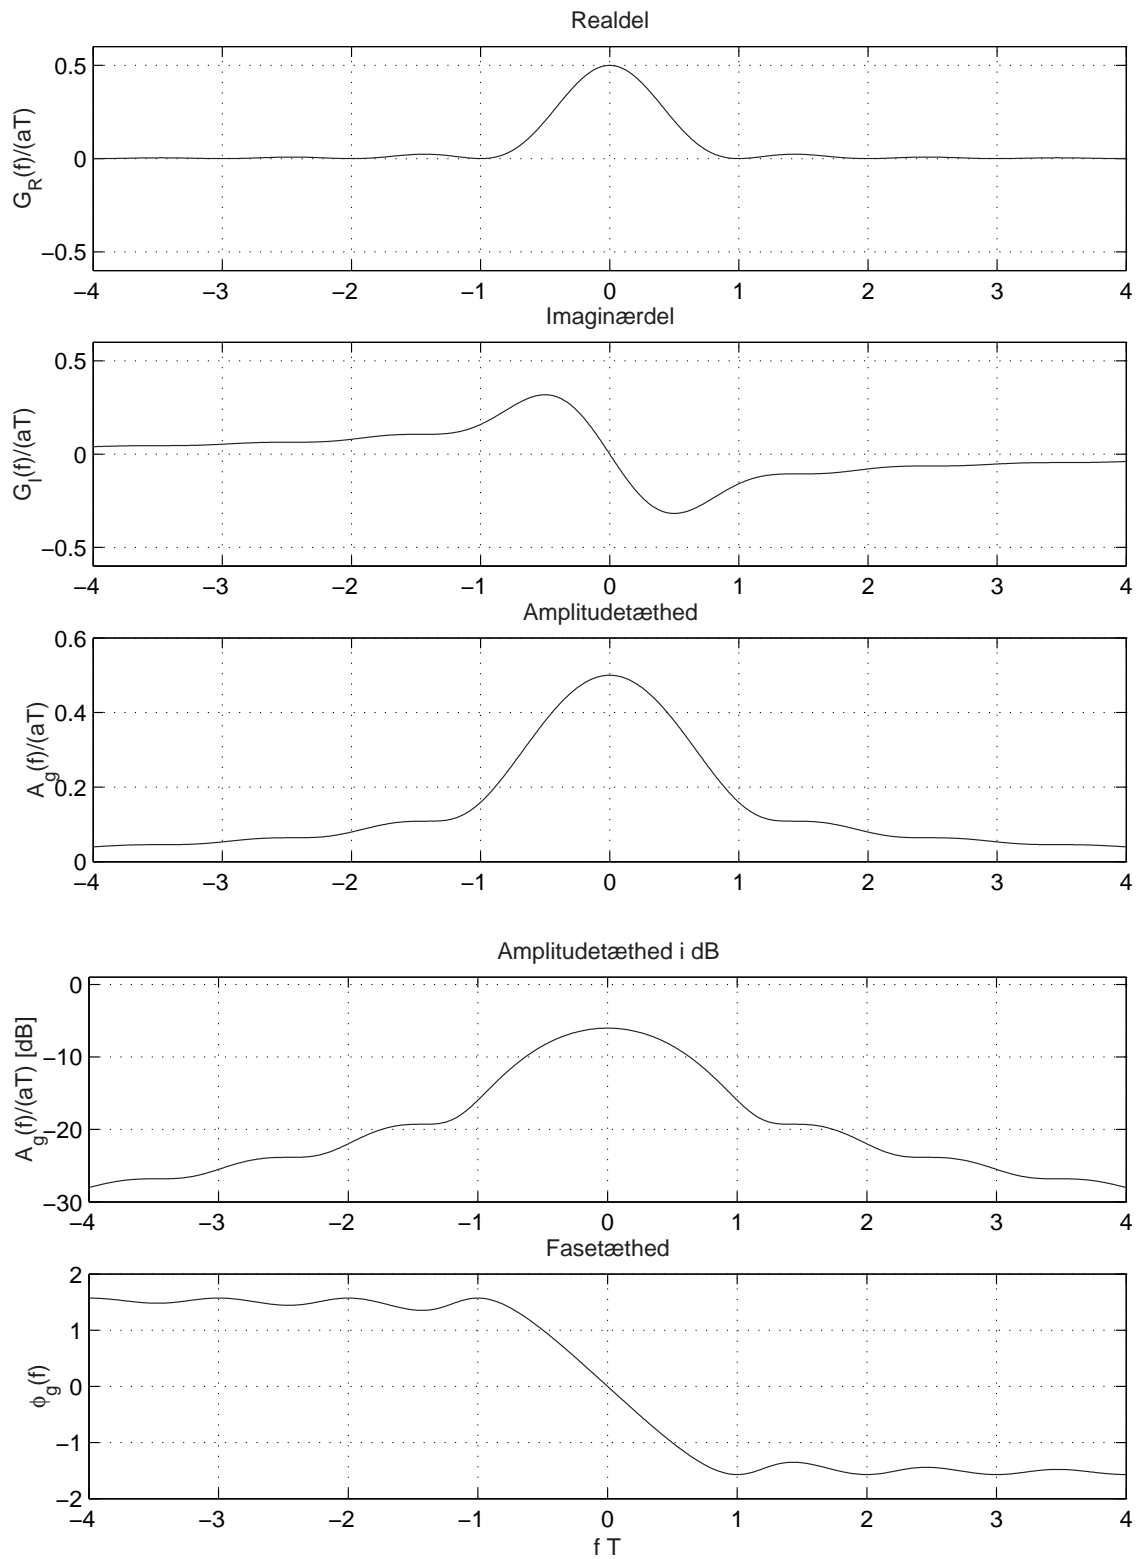 Realdel
0.5
0
−0.5
G_R(f)/(aT)
−4 −3 −2 −1 0 1 2 3 4
Imaginærdel
0.5
0
−0.5
G_I(f)/(aT)
−4 −3 −2 −1 0 1 2 3 4
Amplitudetæthed
0.6
0.4
0.2
0
A_g(f)/(aT)
−4 −3 −2 −1 0 1 2 3 4
Amplitudetæthed i dB
0
−10
−20
−30
A_g(f)/(aT) [dB]
−4 −3 −2 −1 0 1 2 3 4
Fasetæthed
2
1
0
−1
−2
ϕ_g(f)
−4 −3 −2 −1 0 1 2 3 4
f T